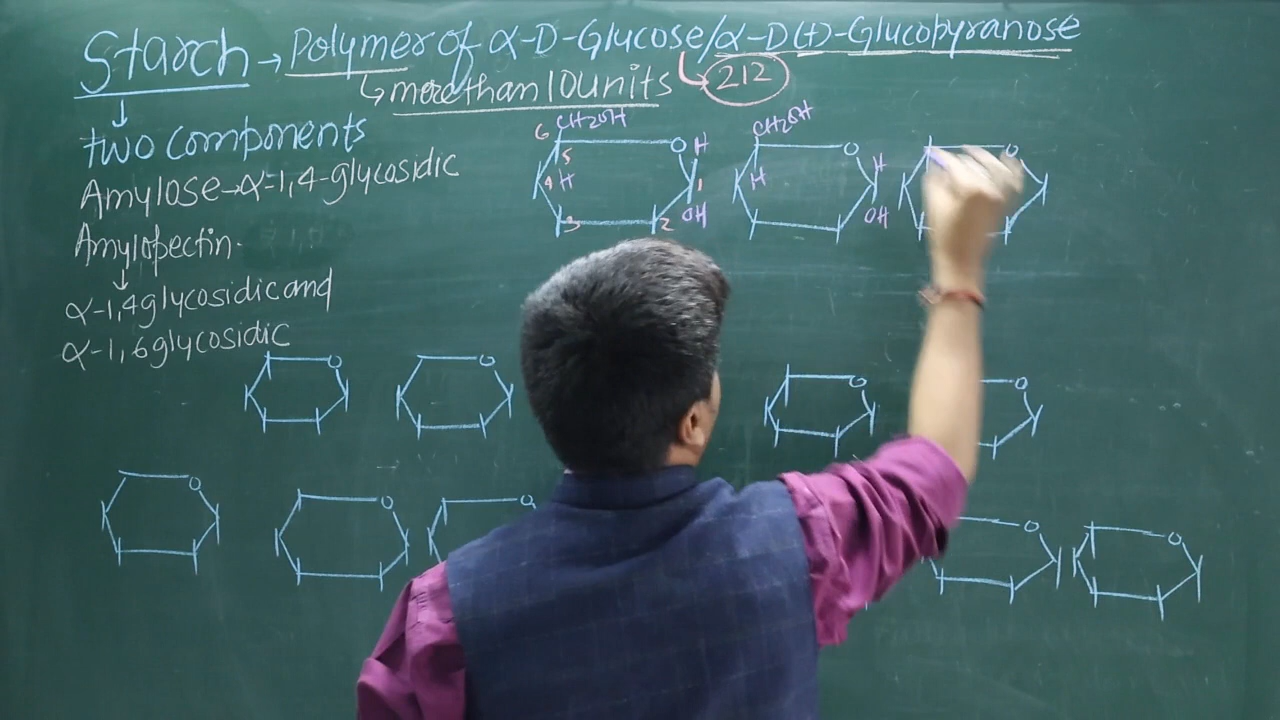 Starch → Polymer of α-D-Glucose/α-D(+)-Glucopyranose
↳ more than 10 units
212
↓
two components
Amylose → α-1,4-glycosidic
Amylopectin.
↓
α-1,4 glycosidic and
α-1,6 glycosidic
6 CH2OH O H
5
4 H 1
OH
3 2
CH2OH O
H H
OH
O
O O O O
O O O O O